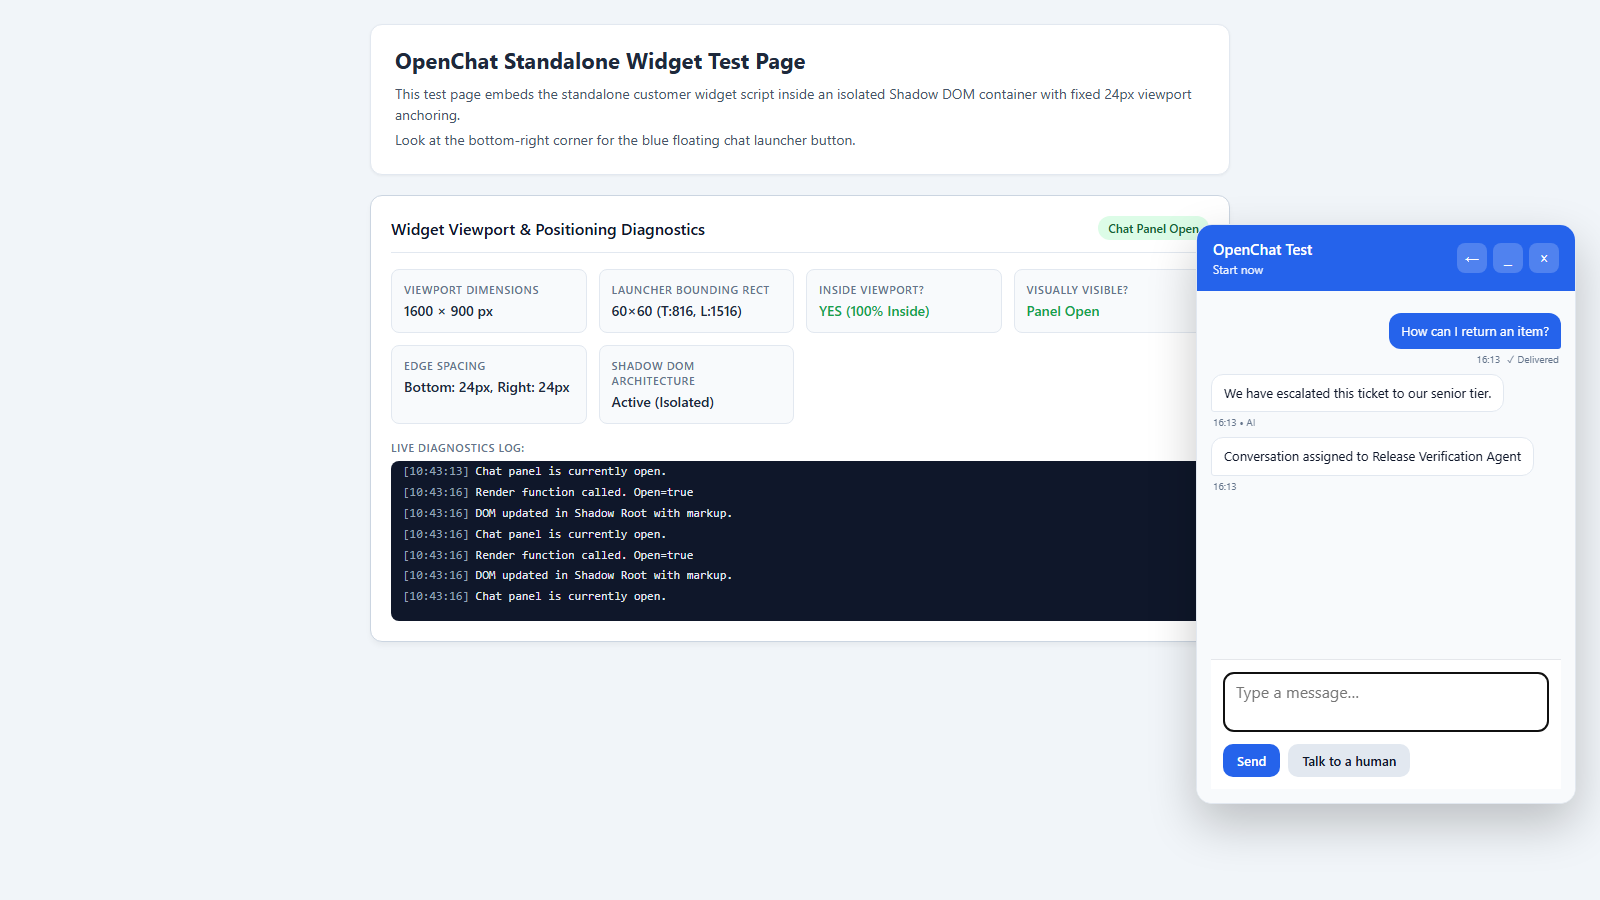 OpenChat Standalone Widget Test Page
This test page embeds the standalone customer widget script inside an isolated Shadow DOM container with fixed 24px viewport
anchoring.
Look at the bottom-right corner for the blue floating chat launcher button.
Widget Viewport & Positioning Diagnostics
Chat Panel Open
VIEWPORT DIMENSIONS
1600 × 900 px
LAUNCHER BOUNDING RECT
60×60 (T:816, L:1516)
INSIDE VIEWPORT?
YES (100% Inside)
VISUALLY VISIBLE?
Panel Open
EDGE SPACING
Bottom: 24px, Right: 24px
SHADOW DOM
ARCHITECTURE
Active (Isolated)
LIVE DIAGNOSTICS LOG:
[10:43:13] Chat panel is currently open.
[10:43:16] Render function called. Open=true
[10:43:16] DOM updated in Shadow Root with markup.
[10:43:16] Chat panel is currently open.
[10:43:16] Render function called. Open=true
[10:43:16] DOM updated in Shadow Root with markup.
[10:43:16] Chat panel is currently open.
OpenChat Test
Start now
← _ ×
How can I return an item?
16:13 ✓ Delivered
We have escalated this ticket to our senior tier.
16:13 • AI
Conversation assigned to Release Verification Agent
16:13
Type a message...
Send
Talk to a human